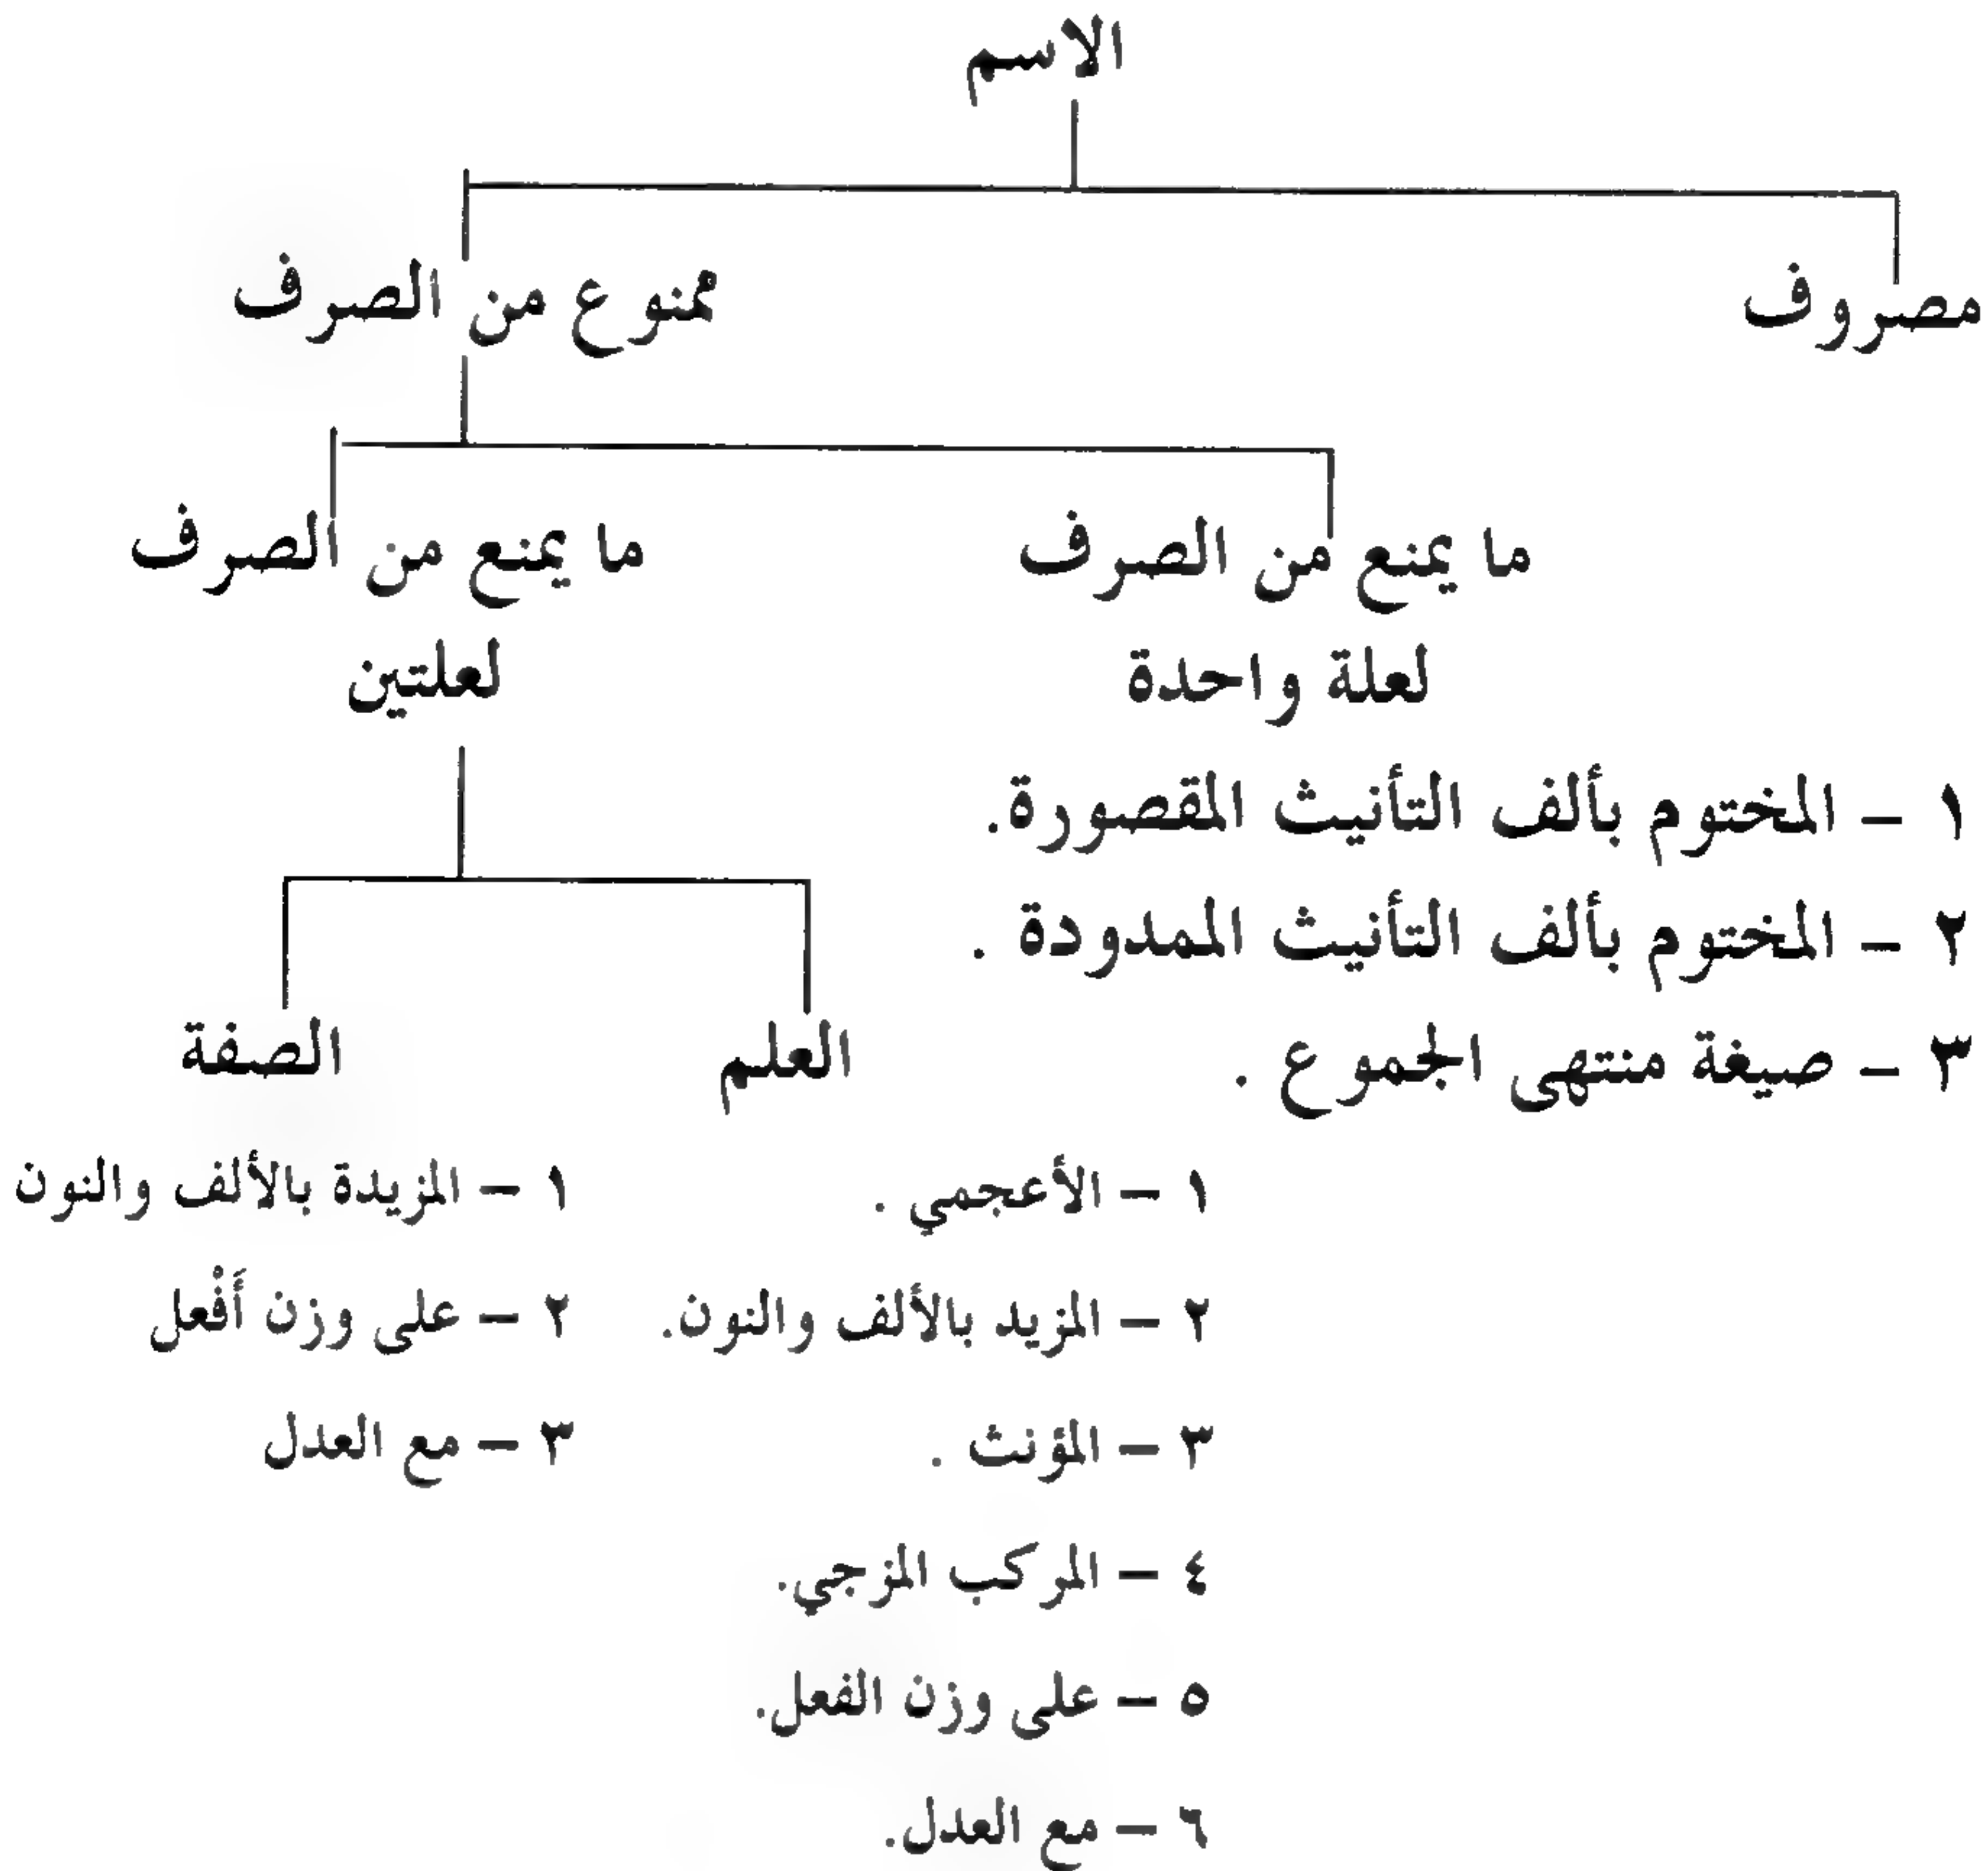 الاسم
مصروف
ممنوع من الصرف
ما يمنع من الصرف
لعلة واحدة
١ - المختوم بألف التأنيث المقصورة.
٢ - المختوم بألف التأنيث الممدودة .
٣ - صيغة منتهى الجموع .
ما يمنع من الصرف
لعلتين
العلم
١ - الأعجمي .
٢ - المزيد بالألف والنون.
٣ - المؤنث .
٤ - المركب المزجي.
٥ - على وزن الفعل.
٦ - مع العدل.
الصفة
١ - المزيدة بالألف والنون
٢ - على وزن أَفْعل
٣ - مع العدل